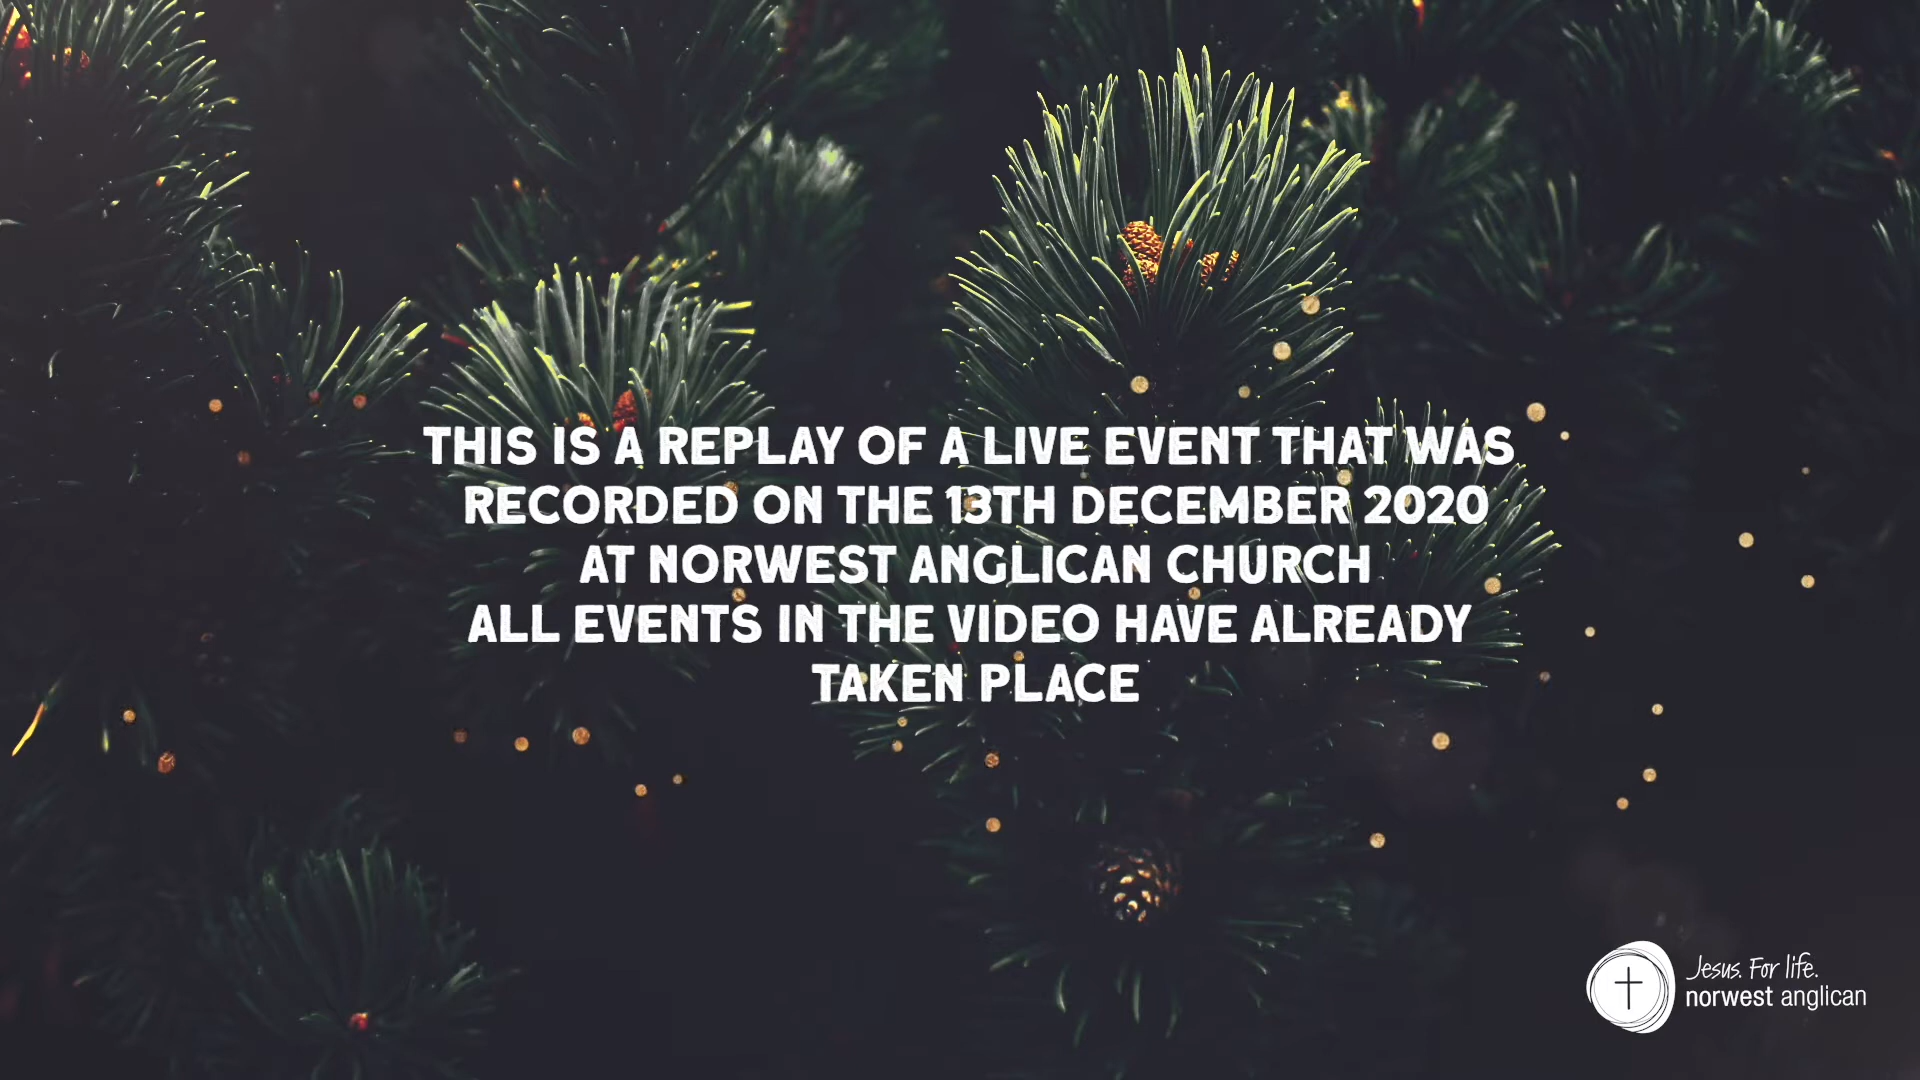 THIS IS A REPLAY OF A LIVE EVENT THAT WAS
RECORDED ON THE 13TH DECEMBER 2020
AT NORWEST ANGLICAN CHURCH
ALL EVENTS IN THE VIDEO HAVE ALREADY
TAKEN PLACE
Jesus. For life.
norwest anglican